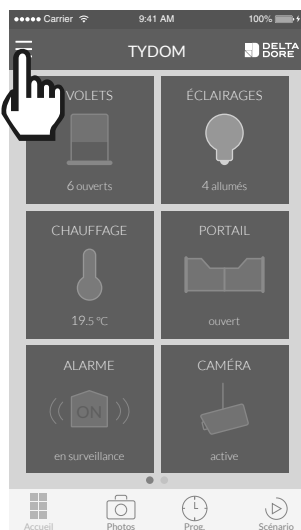 Carrier 9:41 AM 100%
TYDOM DELTA DORE
VOLETS ÉCLAIRAGES
6 ouverts 4 allumés
CHAUFFAGE PORTAIL
19.5 °C ouvert
ALARME CAMÉRA
ON
en surveillance active
Accueil Photos Prog. Scénario